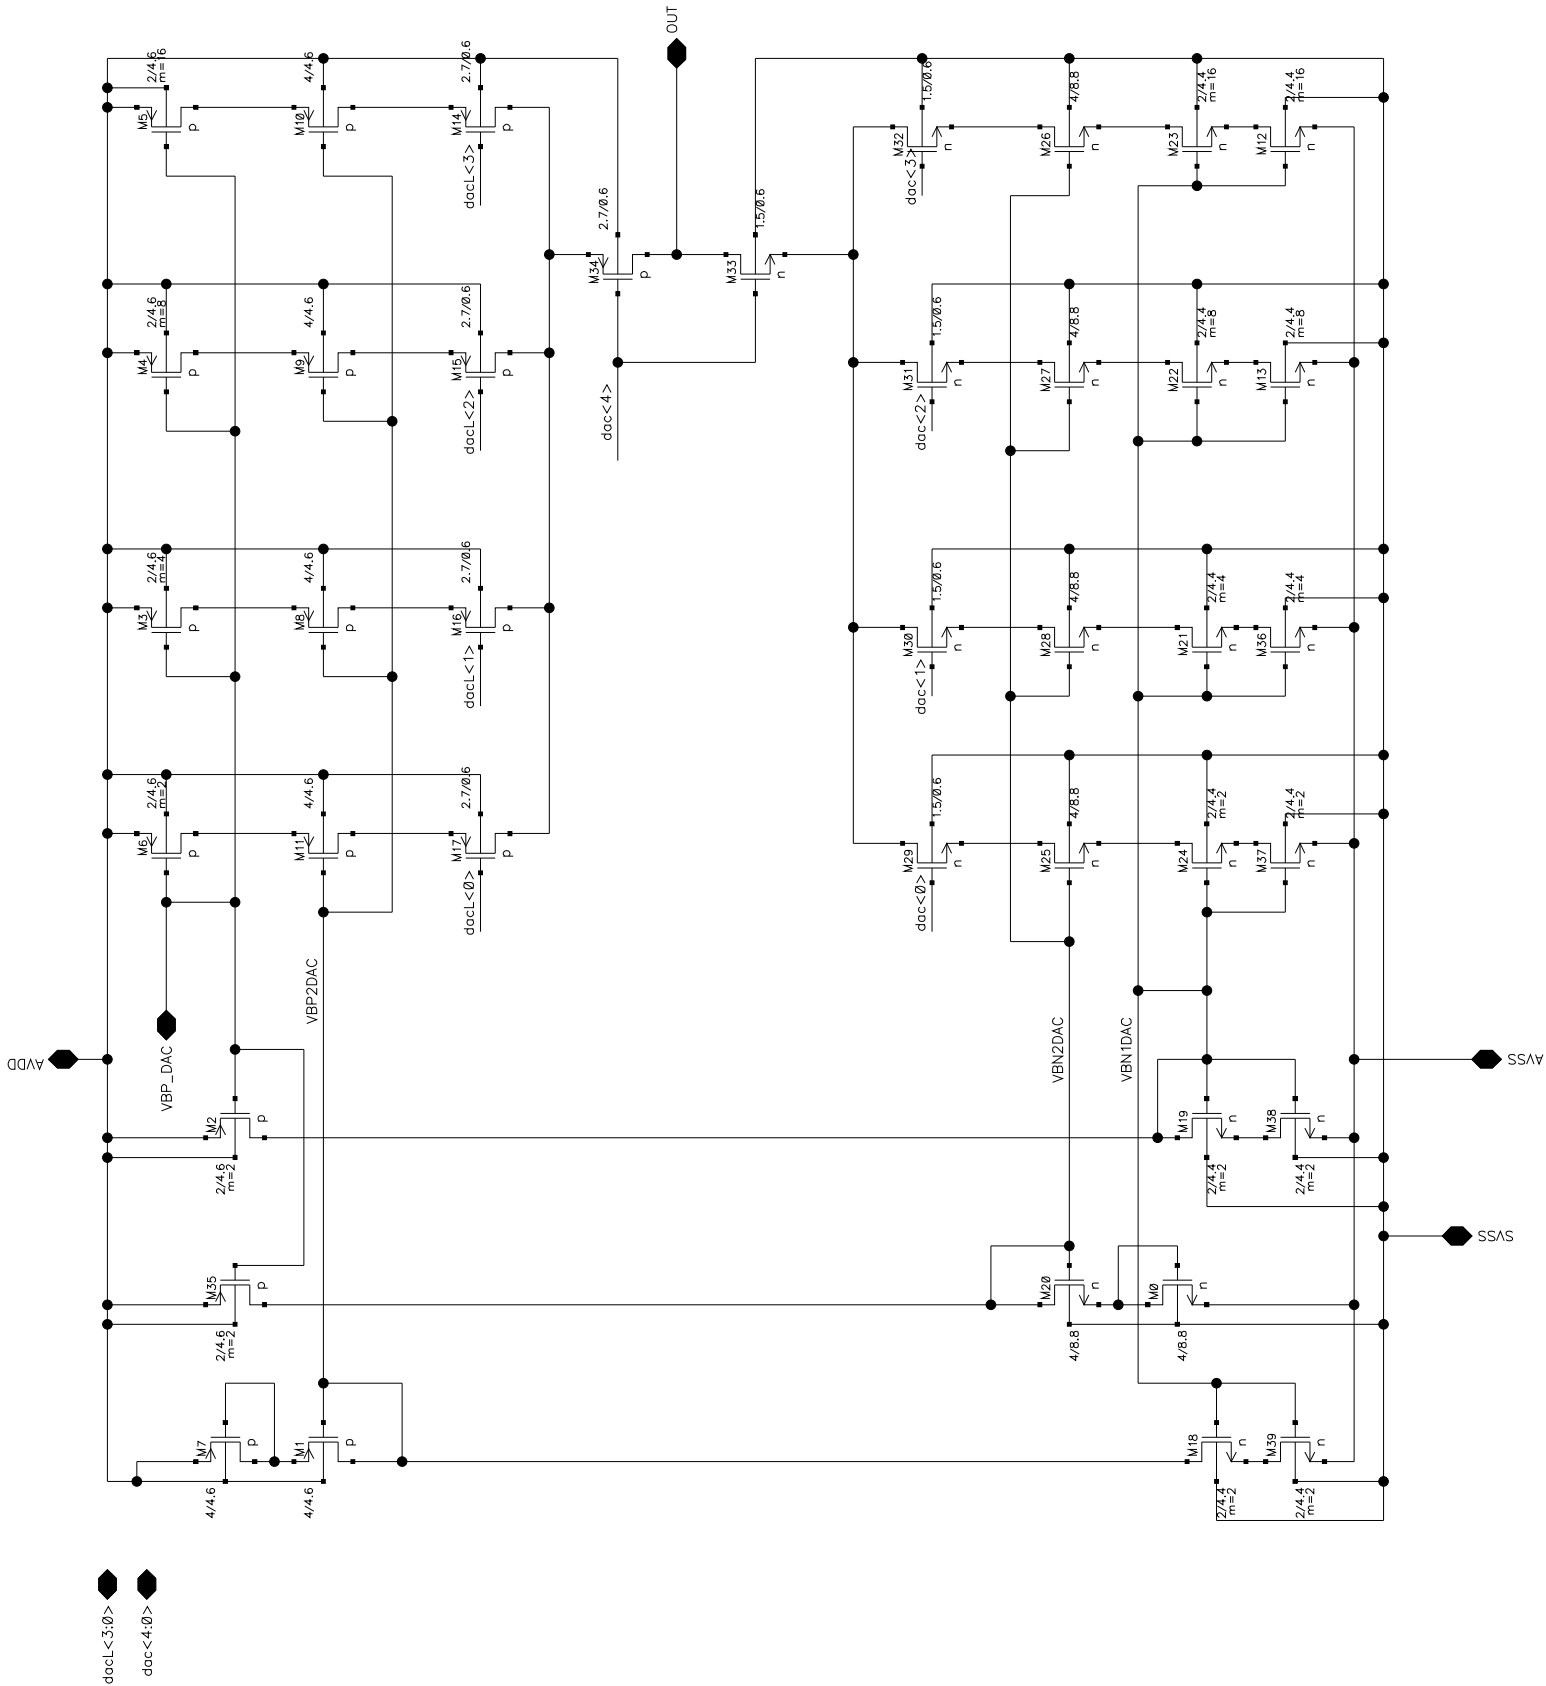 OUT
2/4.6
m=16
4/4.6
2.7/0.6
1.5/0.6
4/8.8
2/4.4
m=16
2/4.4
m=16
M5
p
M10
p
M14
p
M32
n
M26
n
M23
n
M12
n
dacL<3>
dac<3>
2.7/0.6
1.5/0.6
M34
p
M33
n
2/4.6
m=8
4/4.6
2.7/0.6
1.5/0.6
4/8.8
2/4.4
m=8
2/4.4
m=8
M4
p
M9
p
M15
p
M31
n
M27
n
M22
n
M13
n
dacL<2>
dac<4>
dac<2>
2/4.6
m=4
4/4.6
2.7/0.6
1.5/0.6
4/8.8
2/4.4
m=4
2/4.4
m=4
M3
p
M8
p
M16
p
M30
n
M28
n
M21
n
M36
n
dacL<1>
dac<1>
2/4.6
m=2
4/4.6
2.7/0.6
1.5/0.6
4/8.8
2/4.4
m=2
2/4.4
m=2
M6
p
M11
p
M17
p
M29
n
M25
n
M24
n
M37
n
dacL<0>
dac<0>
VBP2DAC
VBN2DAC
VBN1DAC
AVDD
VBP_DAC
AVSS
M2
p
2/4.6
m=2
M19
n
2/4.4
m=2
M38
n
2/4.4
m=2
SVSS
M35
p
2/4.6
m=2
M20
n
4/8.8
M0
n
4/8.8
M7
p
4/4.6
M1
p
4/4.6
M18
n
2/4.4
m=2
M39
n
2/4.4
m=2
dacL<3:0>
dac<4:0>